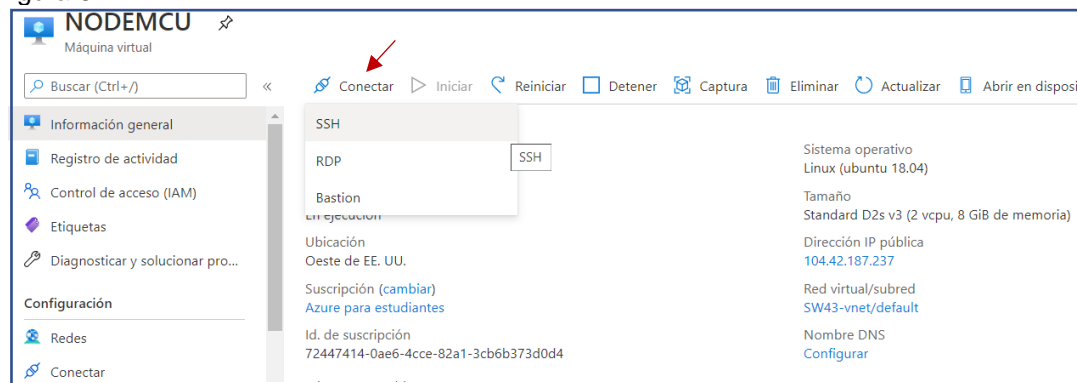 NODEMCU
Máquina virtual
Buscar (Ctrl+/)
«
Conectar
Iniciar
Reiniciar
Detener
Captura
Eliminar
Actualizar
Abrir en disposi
Información general
Registro de actividad
Control de acceso (IAM)
Etiquetas
Diagnosticar y solucionar pro...
Configuración
Redes
Conectar
SSH
RDP
Bastion
SSH
En ejecución
Ubicación
Oeste de EE. UU.
Suscripción (cambiar)
Azure para estudiantes
Id. de suscripción
72447414-0ae6-4cce-82a1-3cb6b373d0d4
Sistema operativo
Linux (ubuntu 18.04)
Tamaño
Standard D2s v3 (2 vcpu, 8 GiB de memoria)
Dirección IP pública
104.42.187.237
Red virtual/subred
SW43-vnet/default
Nombre DNS
Configurar